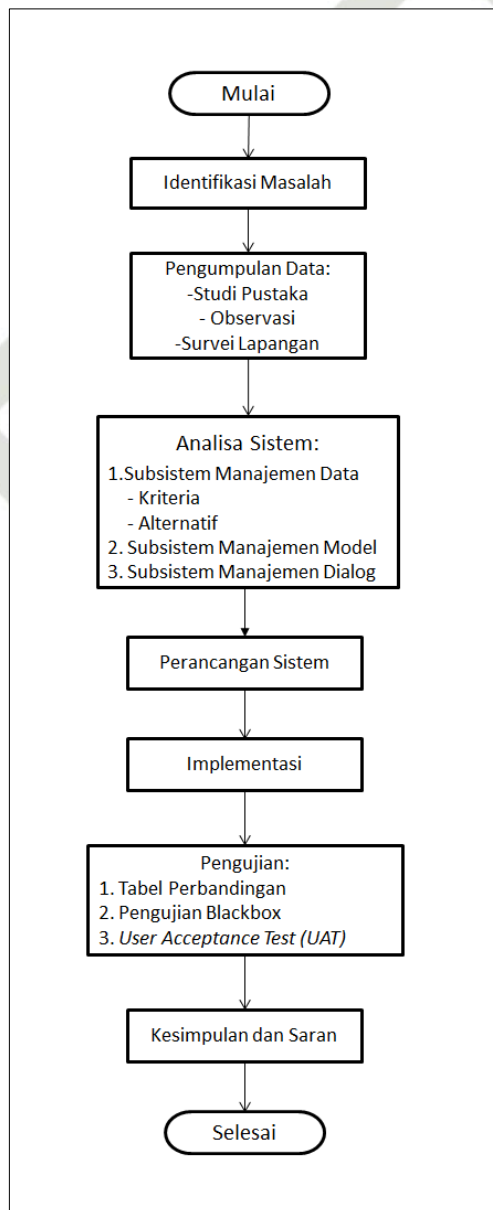 Mulai
Identifikasi Masalah
Pengumpulan Data:
-Studi Pustaka
- Observasi
-Survei Lapangan
Analisa Sistem:
1.Subsistem Manajemen Data
- Kriteria
- Alternatif
2. Subsistem Manajemen Model
3. Subsistem Manajemen Dialog
Perancangan Sistem
Implementasi
Pengujian:
1. Tabel Perbandingan
2. Pengujian Blackbox
3. User Acceptance Test (UAT)
Kesimpulan dan Saran
Selesai